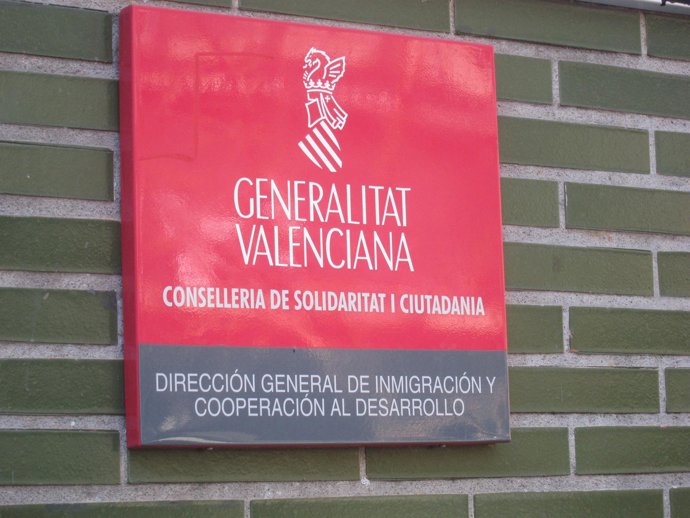 GENERALITAT
VALENCIANA
CONSELLERIA DE SOLIDARITAT I CIUTADANIA
DIRECCIÓN GENERAL DE INMIGRACIÓN Y
COOPERACIÓN AL DESARROLLO